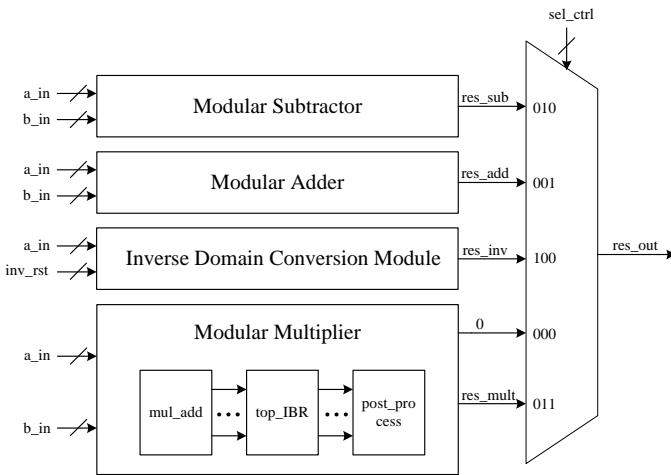 sel_ctrl
a_in
b_in
Modular Subtractor
res_sub
010
a_in
b_in
Modular Adder
res_add
001
a_in
inv_rst
Inverse Domain Conversion Module
res_inv
100
res_out
Modular Multiplier
0
000
a_in
b_in
mul_add
top_IBR
post_pro
cess
res_mult
011